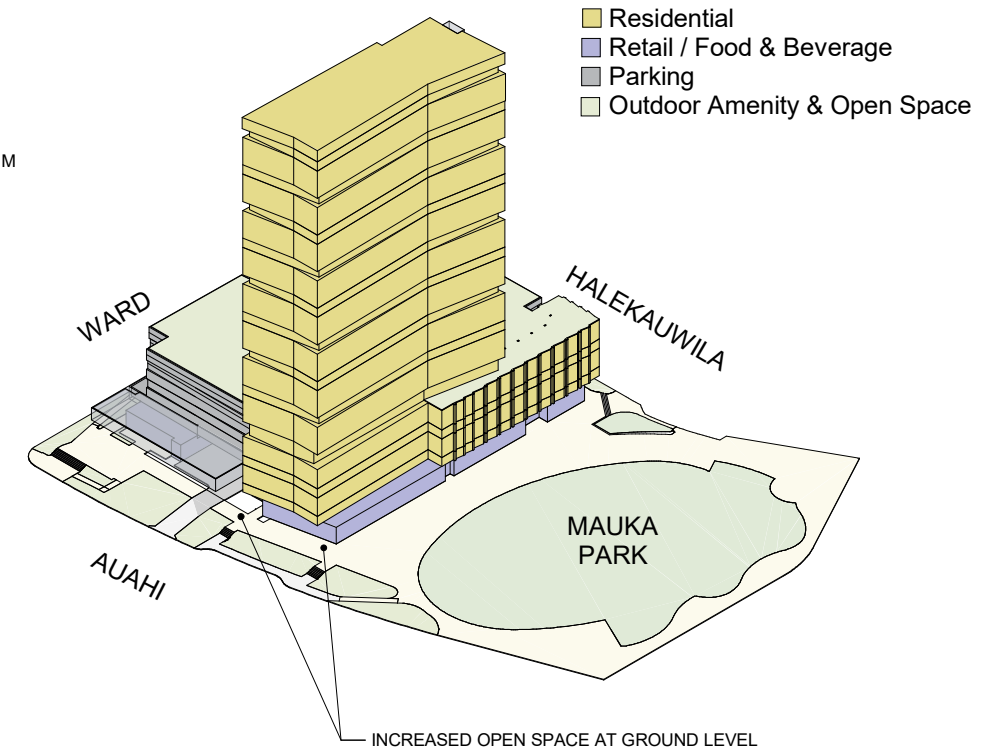 Residential
Retail / Food & Beverage
Parking
Outdoor Amenity & Open Space
M
WARD
HALEKAUWILA
MAUKA
PARK
AUAHI
INCREASED OPEN SPACE AT GROUND LEVEL